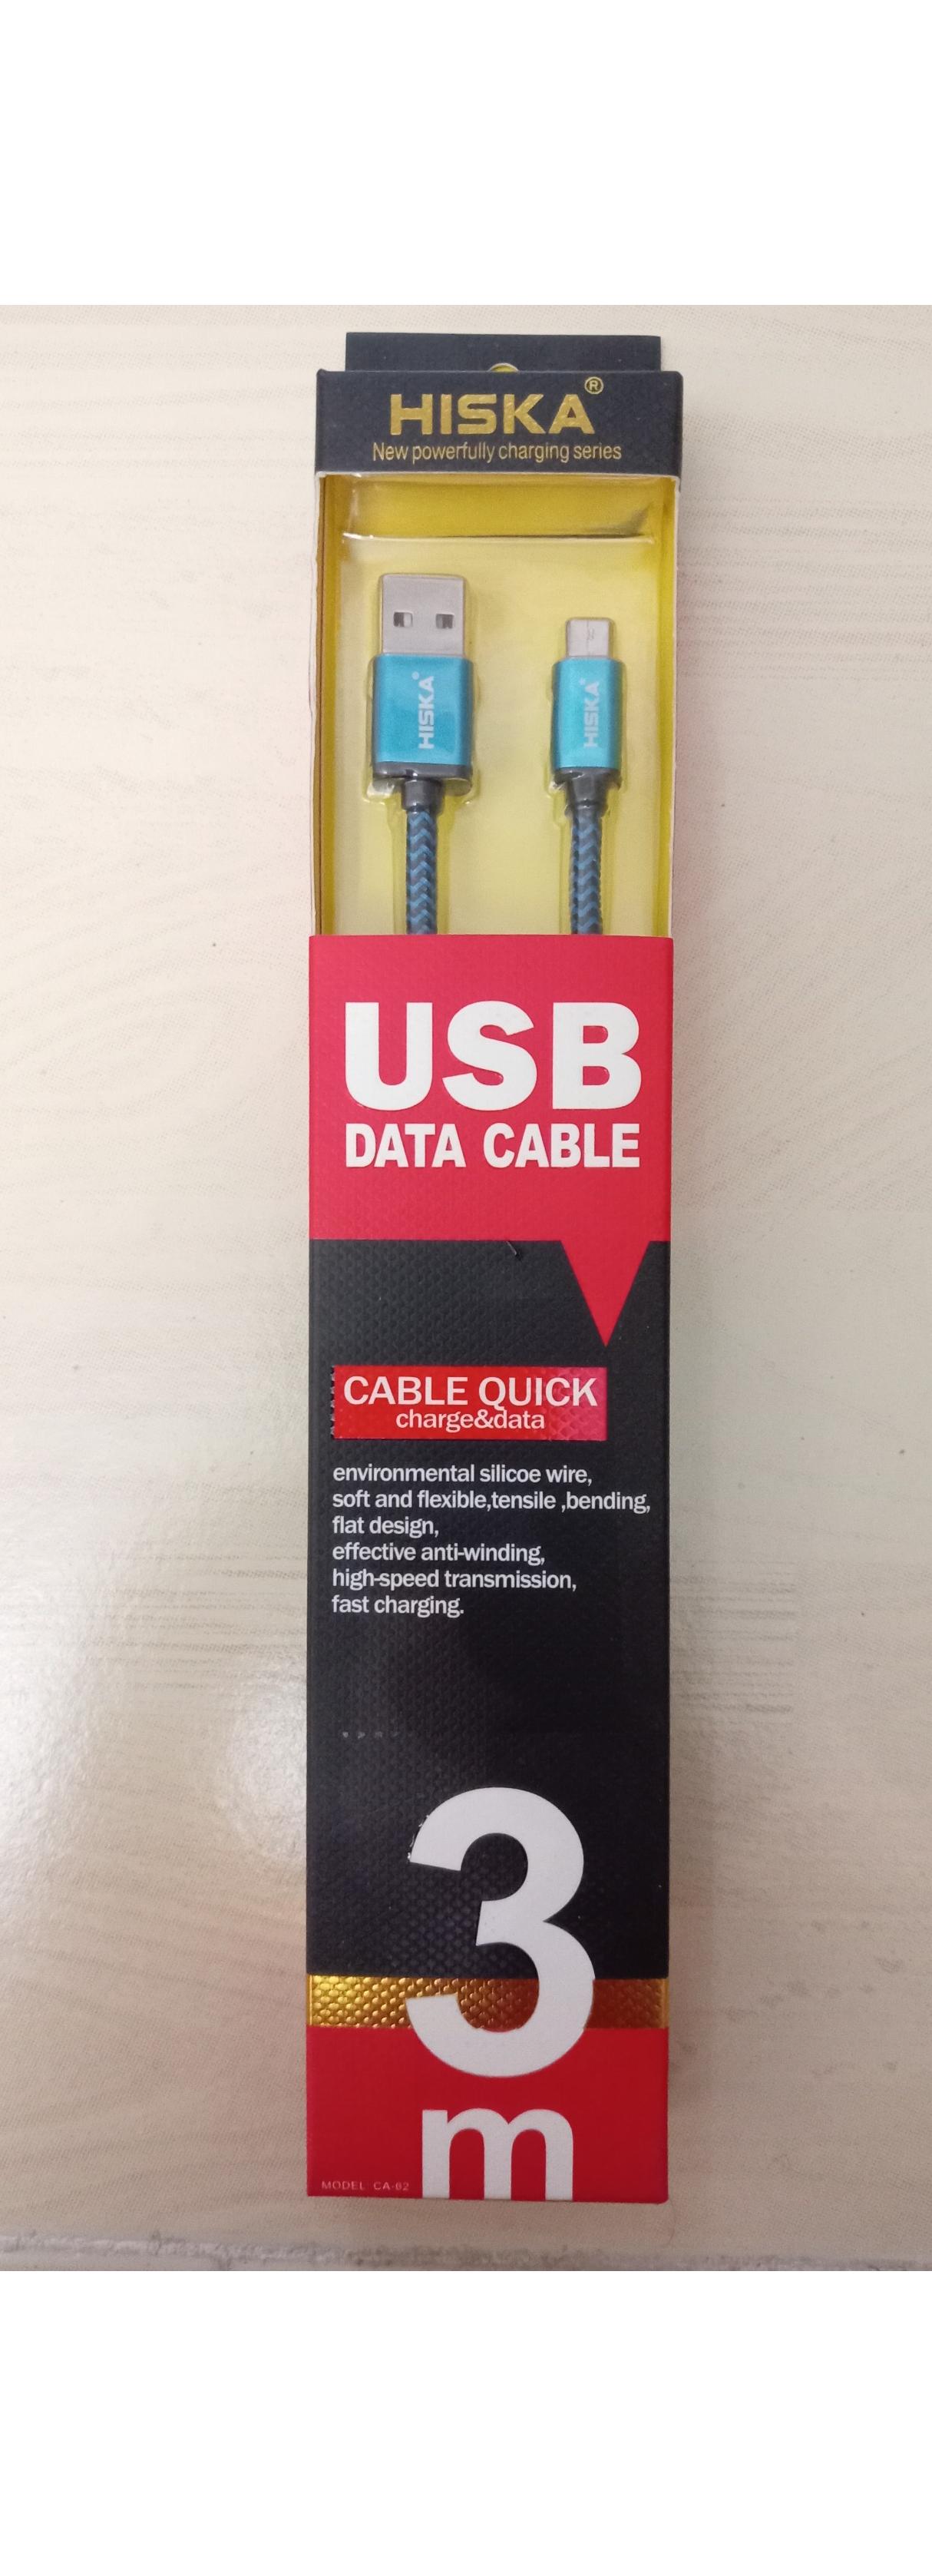 HISKA®
New powerfully charging series
HISKA®
HISKA®
USB
DATA CABLE
CABLE QUICK
charge&data
environmental silicoe wire,
soft and flexible,tensile ,bending,
flat design,
effective anti-winding,
high-speed transmission,
fast charging.
3
m
MODEL: CA-62